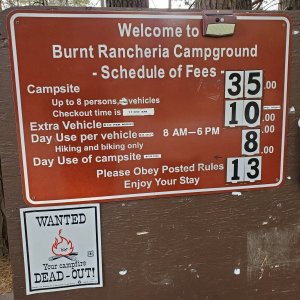 Welcome to
Burnt Rancheria Campground
- Schedule of Fees -
Campsite 35.00
Up to 8 persons, vehicles
Checkout time is
Extra Vehicle 10.00
Day Use per vehicle 8 AM-6 PM 8.00
Hiking and biking only
Day Use of campsite 13.00
Please Obey Posted Rules
Enjoy Your Stay
WANTED
Your campfire
DEAD-OUT!